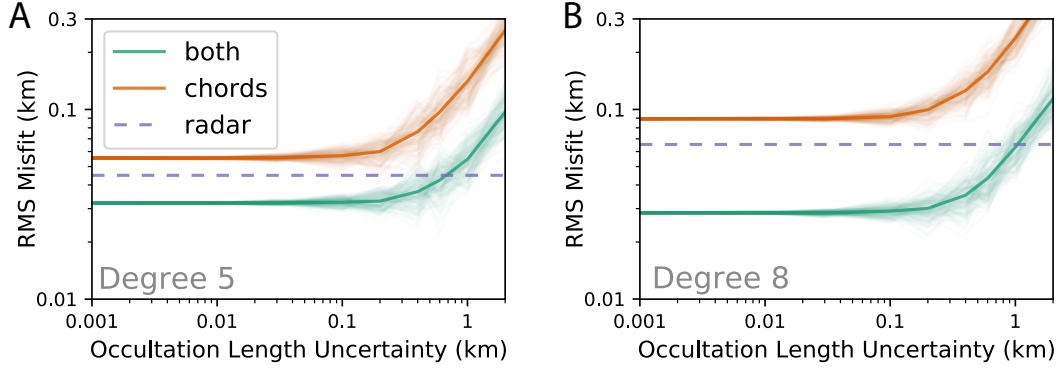 A
0.3
0.1
0.01
RMS Misfit (km)
both
chords
radar
Degree 5
0.001
0.01
0.1
1
Occultation Length Uncertainty (km)
B
0.3
0.1
0.01
RMS Misfit (km)
Degree 8
0.001
0.01
0.1
1
Occultation Length Uncertainty (km)